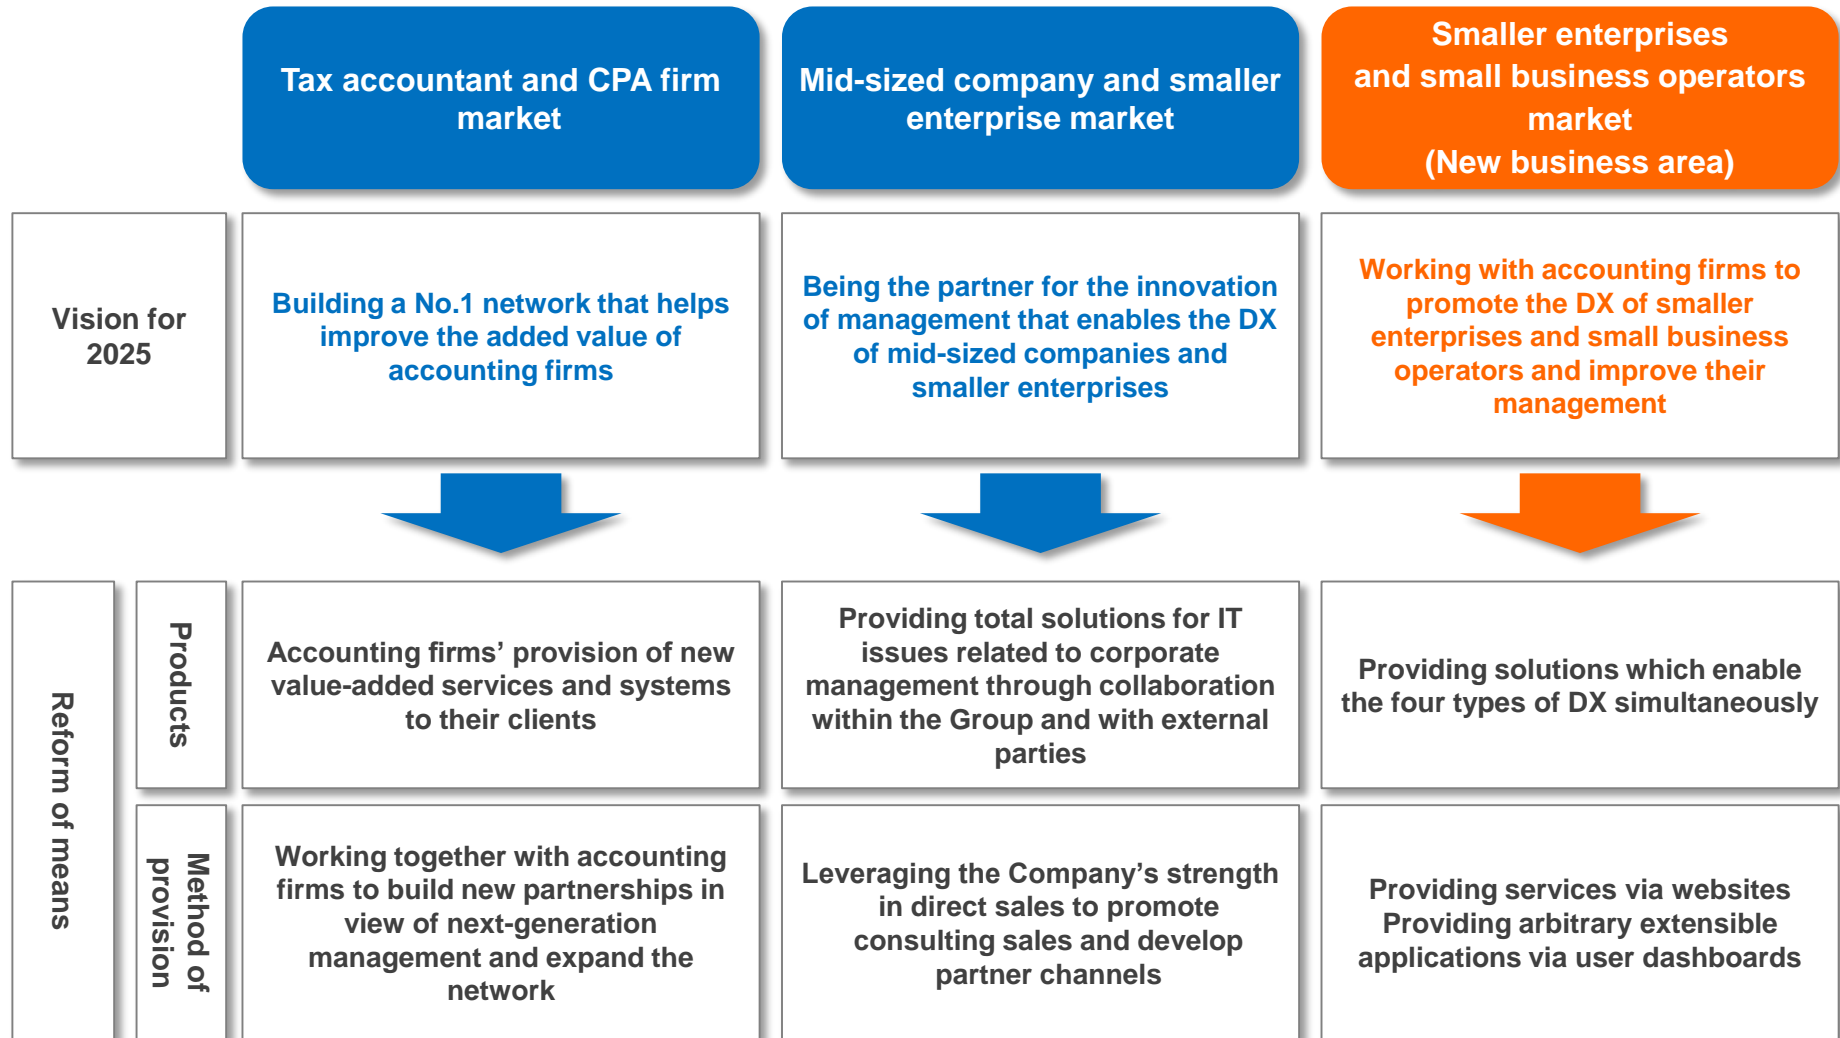 Tax accountant and CPA firm
market
Mid-sized company and smaller
enterprise market
Smaller enterprises
and small business operators
market
(New business area)
Vision for
2025
Building a No.1 network that helps
improve the added value of
accounting firms
Being the partner for the innovation
of management that enables the DX
of mid-sized companies and
smaller enterprises
Working with accounting firms to
promote the DX of smaller
enterprises and small business
operators and improve their
management
Reform of means
Products
Accounting firms’ provision of new
value-added services and systems
to their clients
Providing total solutions for IT
issues related to corporate
management through collaboration
within the Group and with external
parties
Providing solutions which enable
the four types of DX simultaneously
Method of
provision
Working together with accounting
firms to build new partnerships in
view of next-generation
management and expand the
network
Leveraging the Company’s strength
in direct sales to promote
consulting sales and develop
partner channels
Providing services via websites
Providing arbitrary extensible
applications via user dashboards